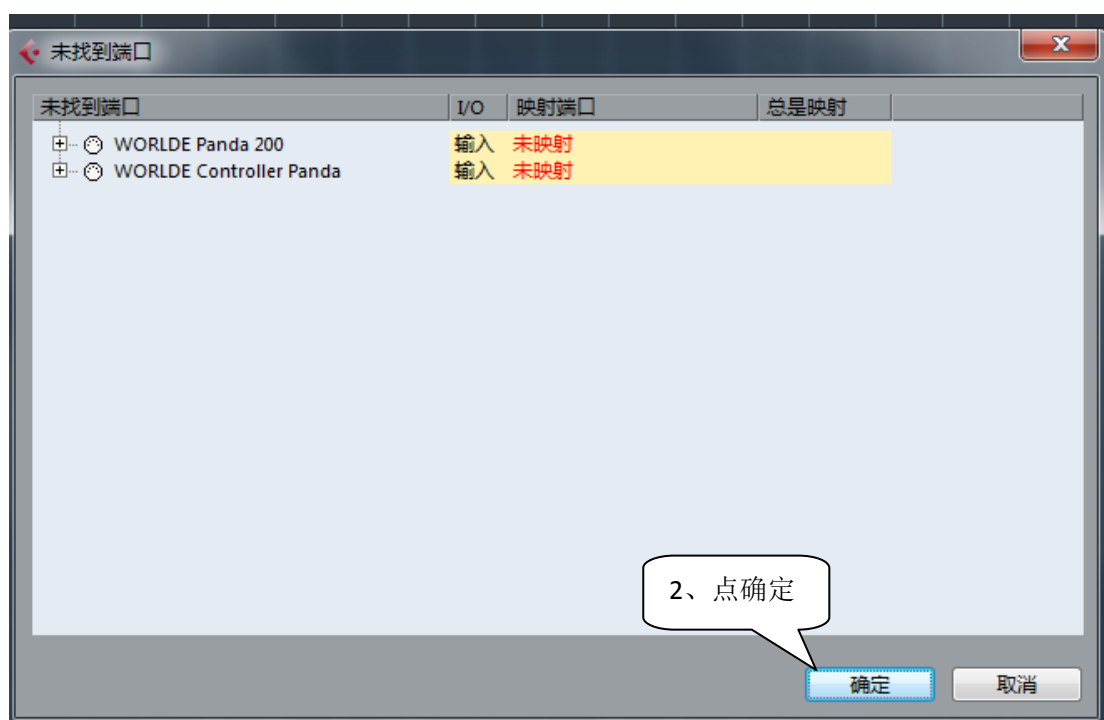 未找到端口
未找到端口 I/O 映射端口 总是映射
WORLDE Panda 200 输入 未映射
WORLDE Controller Panda 输入 未映射
2、点确定
确定 取消